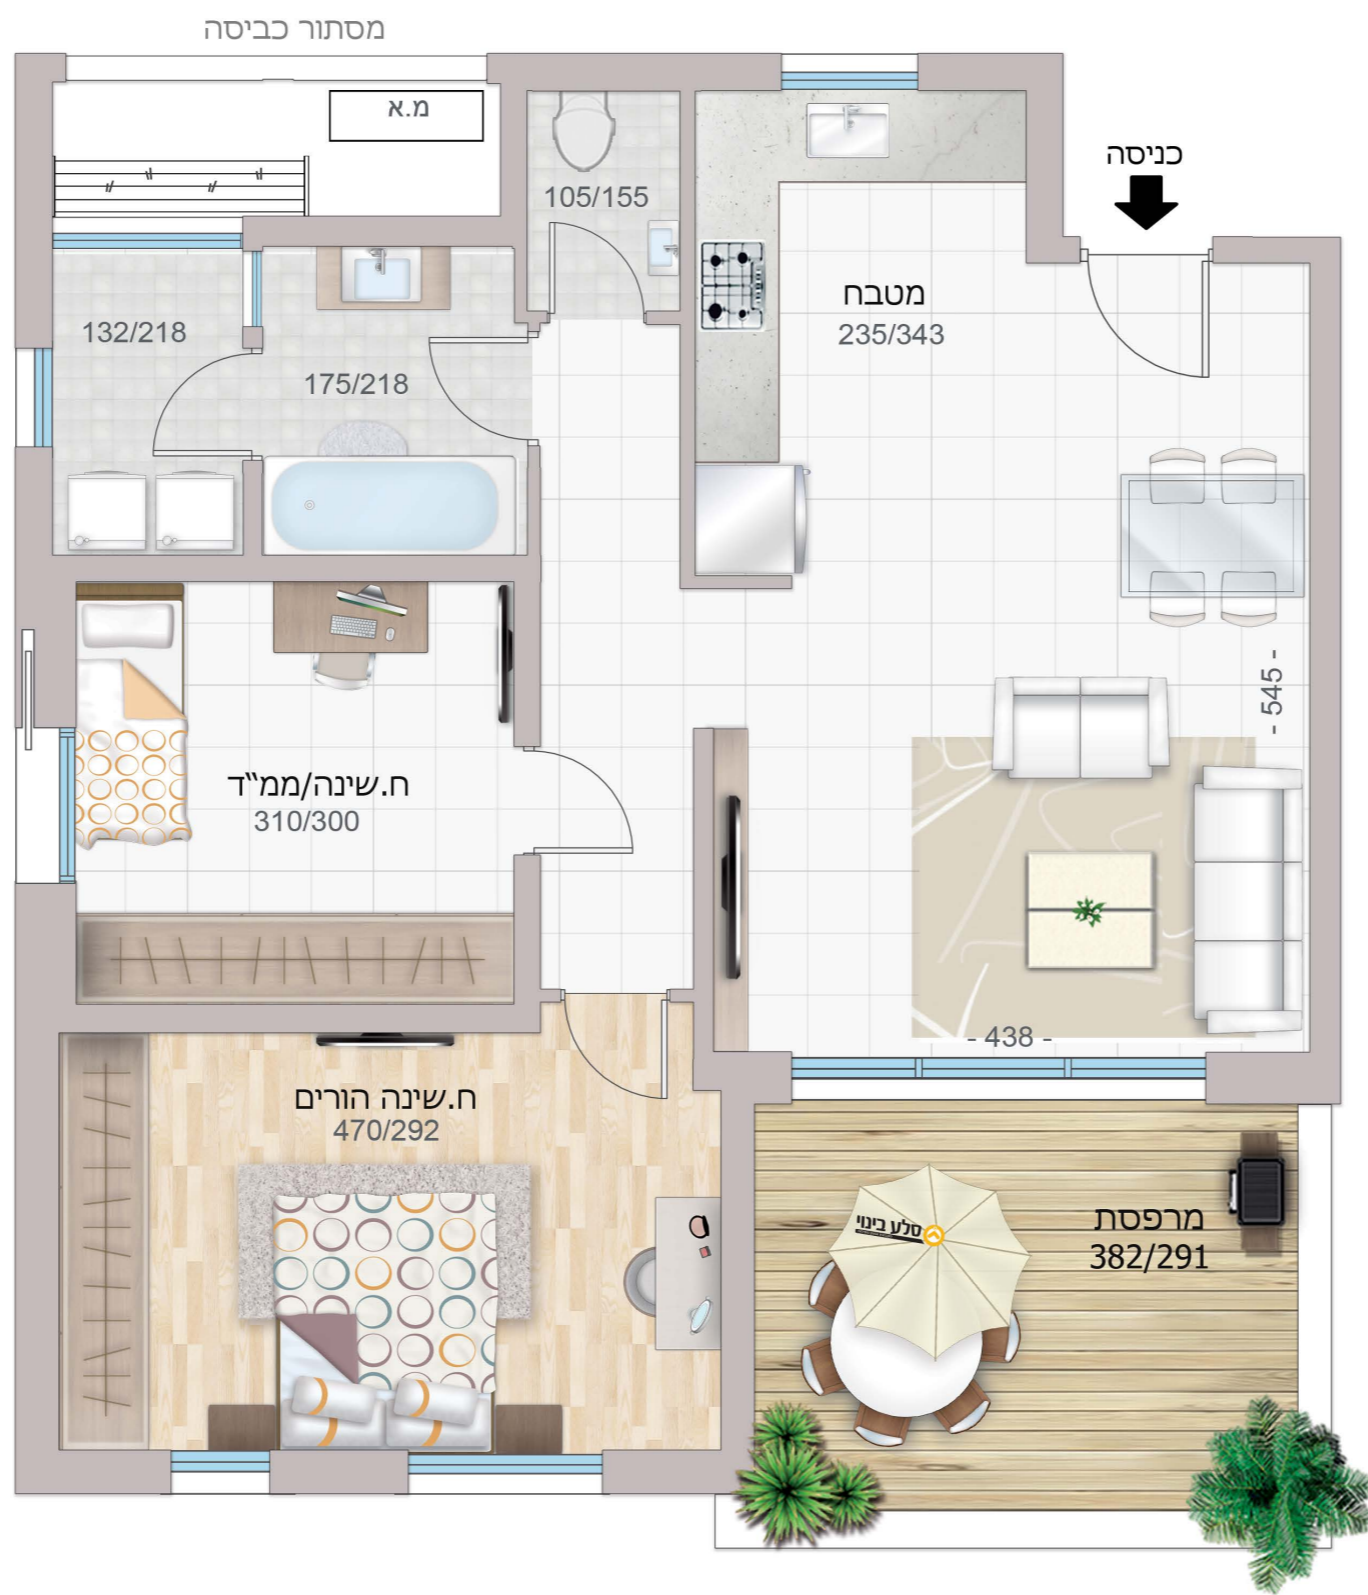 מסתור כביסה
מ.א
כניסה
105/155
מטבח
235/343
132/218
175/218
- 545 -
ח.שינה/ממ"ד
310/300
- 438 -
ח.שינה הורים
470/292
מרפסת
382/291
סלע בינוי